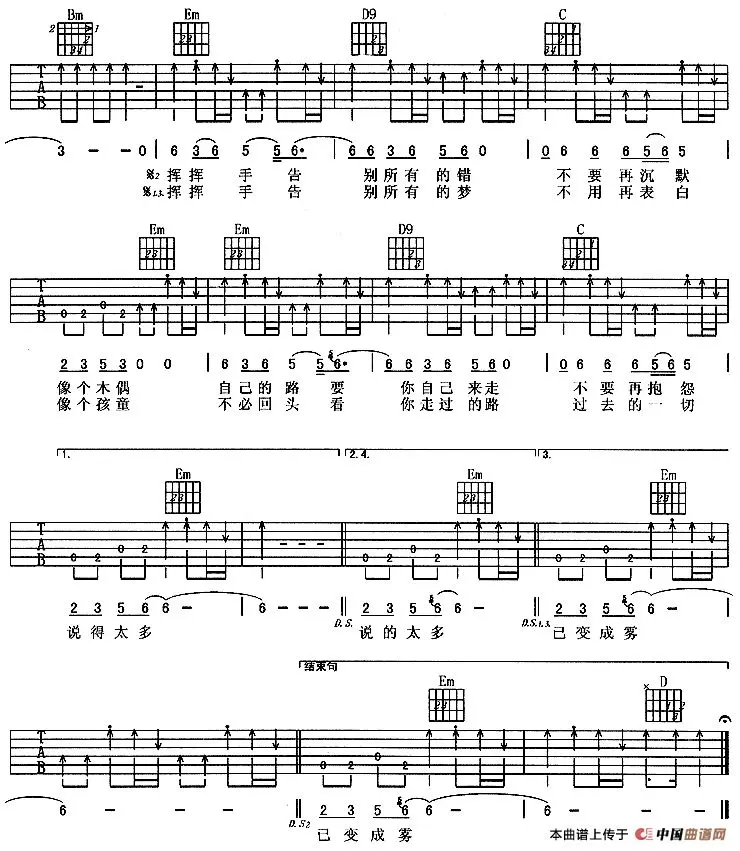 Bm Em D9 C
T A B
3 - - 0 | 6 3 6 5 5 6· | 6 6 3 6 5 6 0 | 0 6 6 6 5 6 5
%2 挥挥 手 告 别所有的错 不要再沉默
%1.3. 挥挥 手 告 别所有的梦 不用再表白
Em Em D9 C
T A B
0 2 0 2
2 3 5 3 0 0 | 6 6 3 6 5 5 6· | 6 6 3 6 5 6 0 | 0 6 6 6 5 6 5
像个木偶 自己的路 要 你自己来走 不要再抱怨
像个孩童 不必回头 看 你走过的路 过去的一切
1. 2.4. 3.
Em Em Em
T A B
0 2 0 2 0 2 0 2 0 2 0 2
2 3 5 6 6 - | 6 - - - D.S. 2 3 5 6 6 - D.S.1.3. 2 3 5 6 6 -
说得太多 说的太多 已变成雾
结束句
Em D
T A B
0 2 0 2
6 - - - D.S2 2 3 5 6 6 - | 6 - - -
已变成雾
本曲谱上传于 中国曲谱网